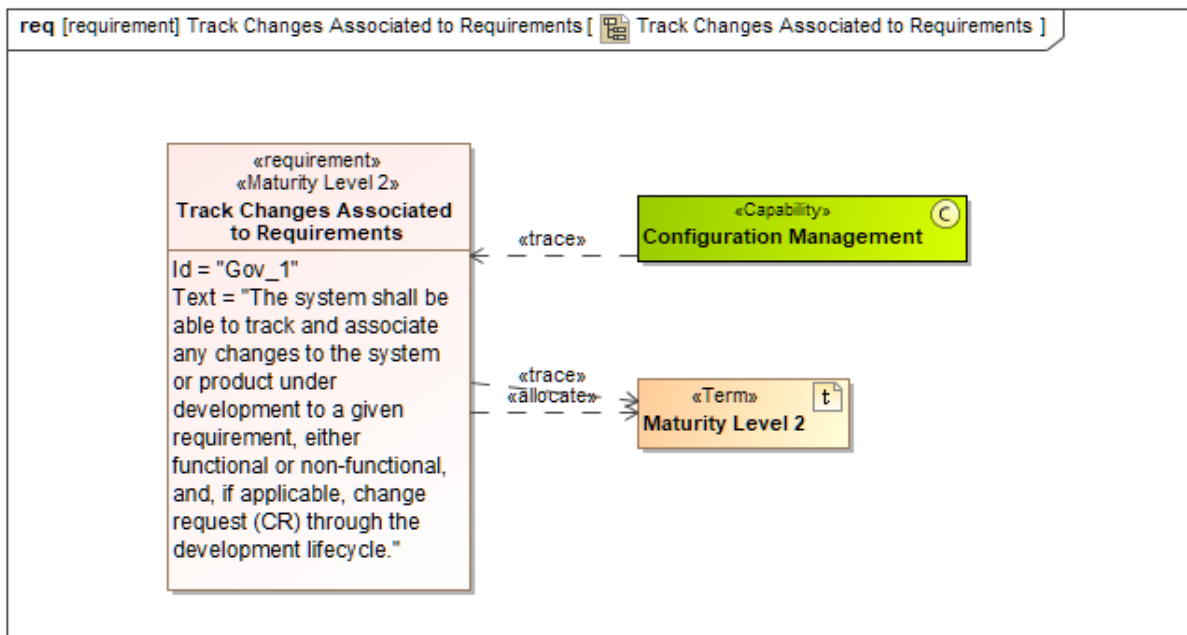 req [requirement] Track Changes Associated to Requirements [ Track Changes Associated to Requirements ]
«requirement»
«Maturity Level 2»
Track Changes Associated
to Requirements
Id = "Gov_1"
Text = "The system shall be
able to track and associate
any changes to the system
or product under
development to a given
requirement, either
functional or non-functional,
and, if applicable, change
request (CR) through the
development lifecycle."
«trace»
«Capability»
C
Configuration Management
«trace»
«allocate»
«Term»
t
Maturity Level 2